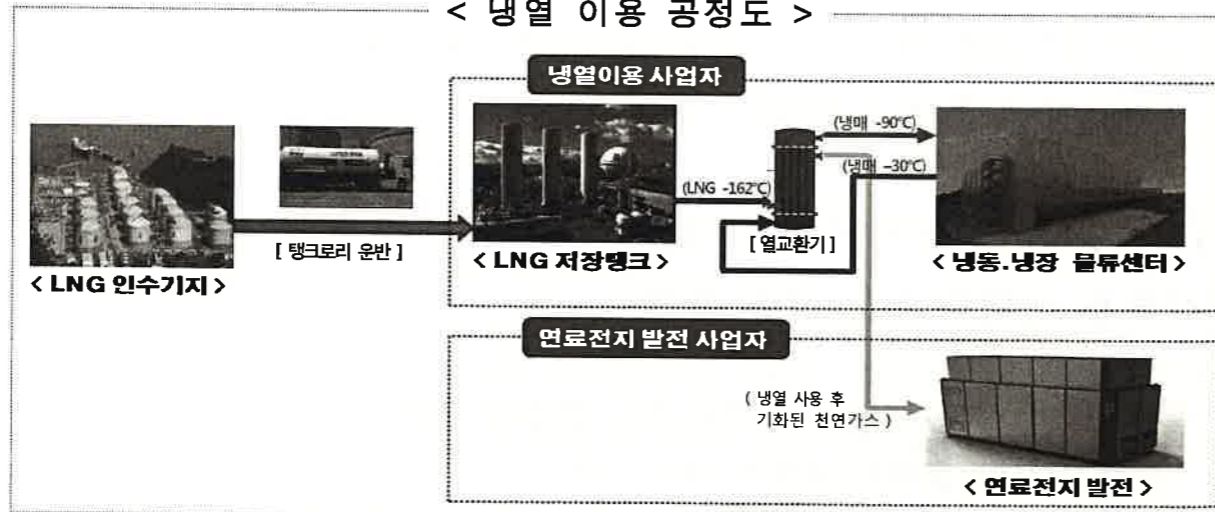 < 냉열 이용 공정도 >
냉열이용 사업자
(냉매 -90℃)
(냉매 -30℃)
(LNG -162℃)
[ 탱크로리 운반 ]
[ 열교환기 ]
< LNG 인수기지 >
< LNG 저장탱크 >
< 냉동.냉장 물류센터 >
연료전지 발전 사업자
( 냉열 사용 후
기화된 천연가스 )
< 연료전지 발전 >